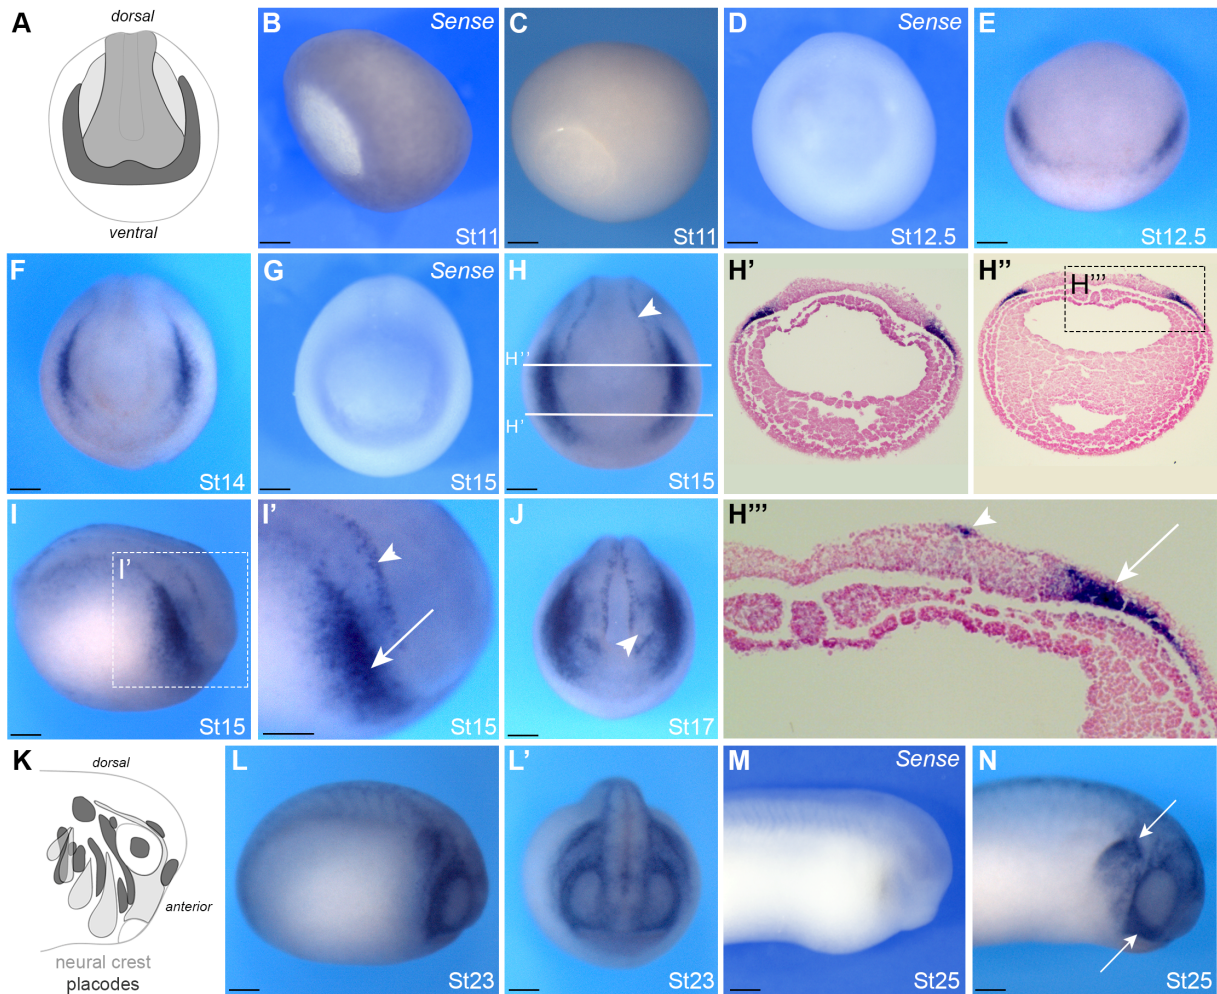 A
dorsal
ventral
B
Sense
St11
C
St11
D
Sense
St12.5
E
St12.5
F
St14
G
Sense
St15
H
H''
H'
St15
H'
H''
H'''
I
I'
St15
I'
St15
J
St17
H'''
K
dorsal
anterior
neural crest
placodes
L
St23
L'
St23
M
Sense
St25
N
St25